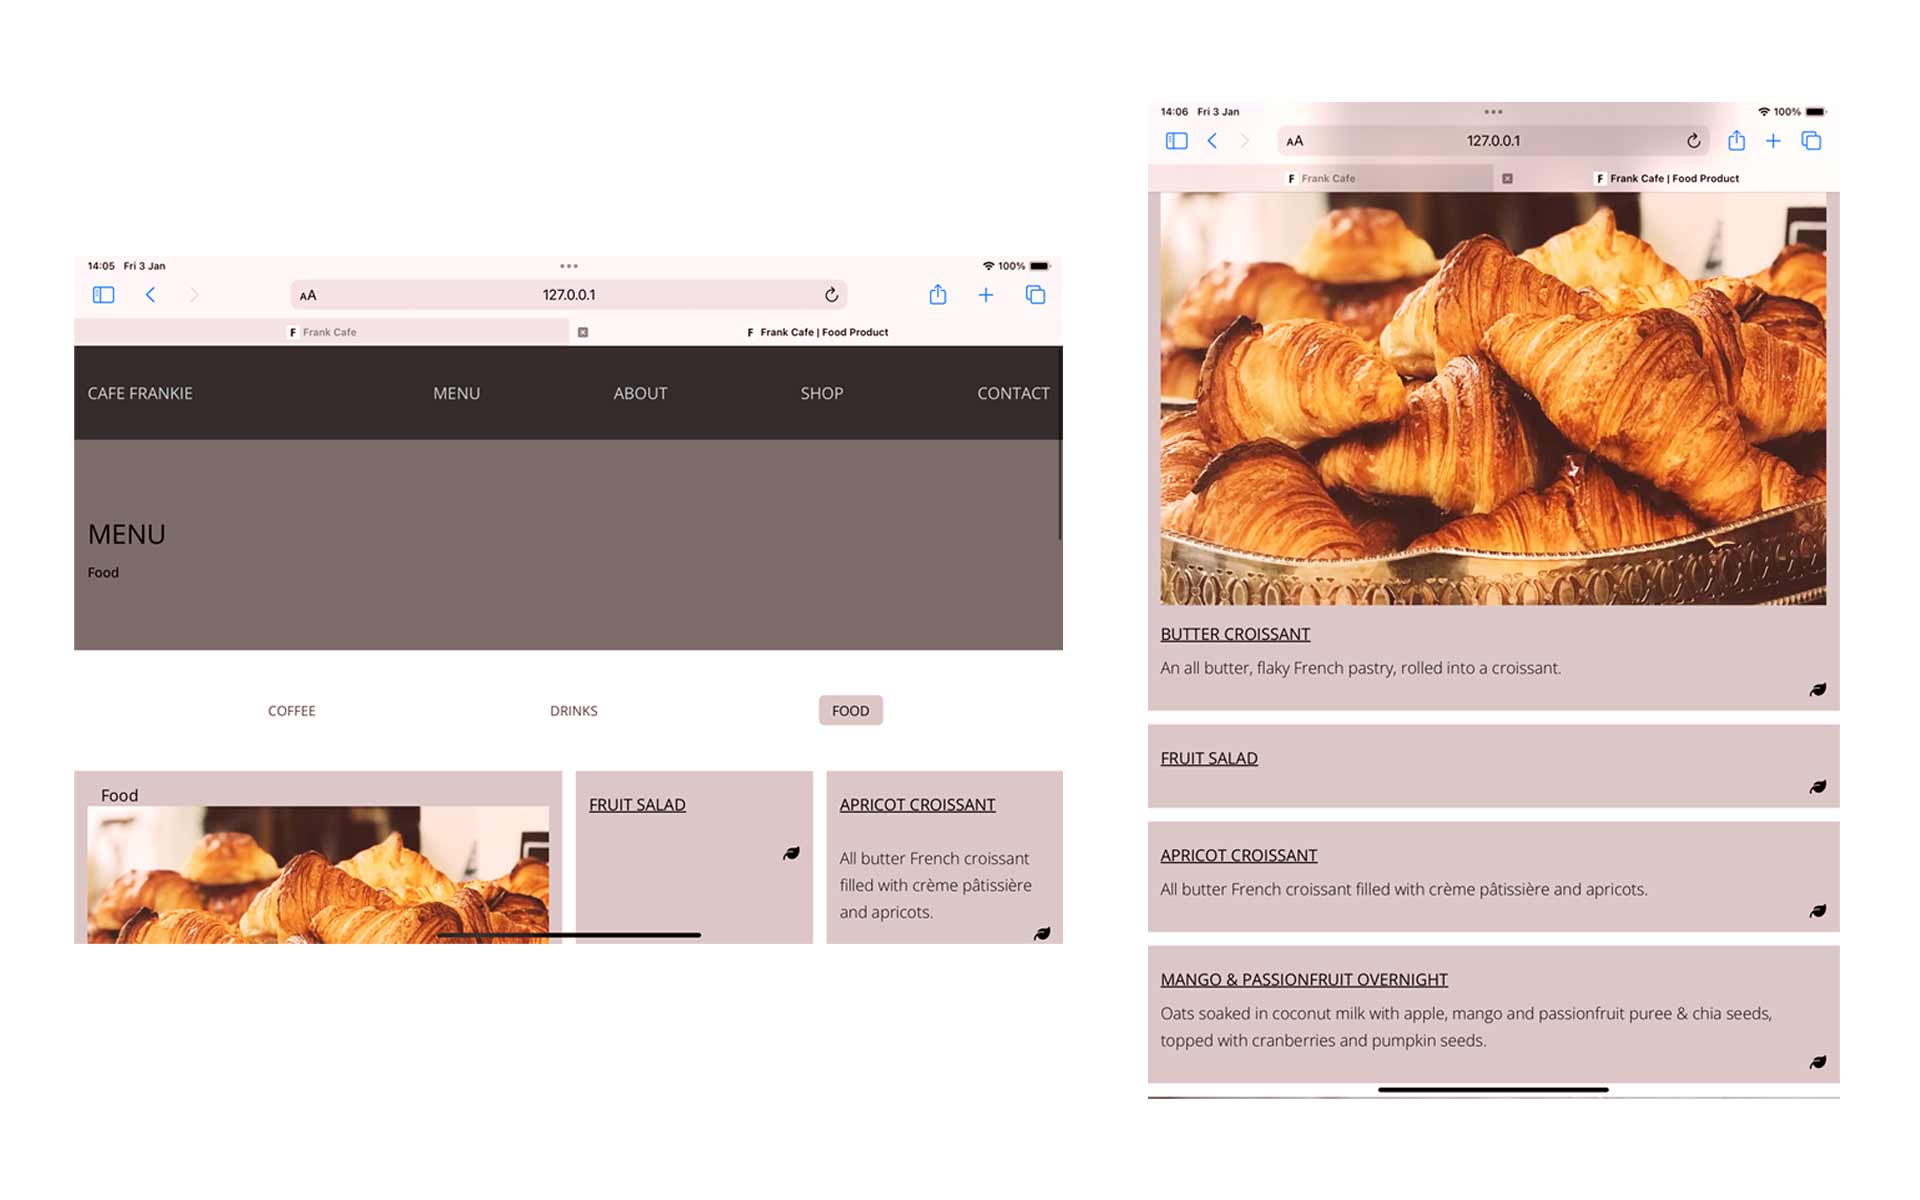 14:05 Fri 3 Jan
100%
AA
127.0.0.1
F Frank Cafe
F Frank Cafe | Food Product
CAFE FRANKIE
MENU
ABOUT
SHOP
CONTACT
MENU
Food
COFFEE
DRINKS
FOOD
Food
FRUIT SALAD
APRICOT CROISSANT
All butter French croissant
filled with crème pâtissière
and apricots.
14:06 Fri 3 Jan
100%
AA
127.0.0.1
F Frank Cafe
F Frank Cafe | Food Product
BUTTER CROISSANT
An all butter, flaky French pastry, rolled into a croissant.
FRUIT SALAD
APRICOT CROISSANT
All butter French croissant filled with crème pâtissière and apricots.
MANGO & PASSIONFRUIT OVERNIGHT
Oats soaked in coconut milk with apple, mango and passionfruit puree & chia seeds,
topped with cranberries and pumpkin seeds.